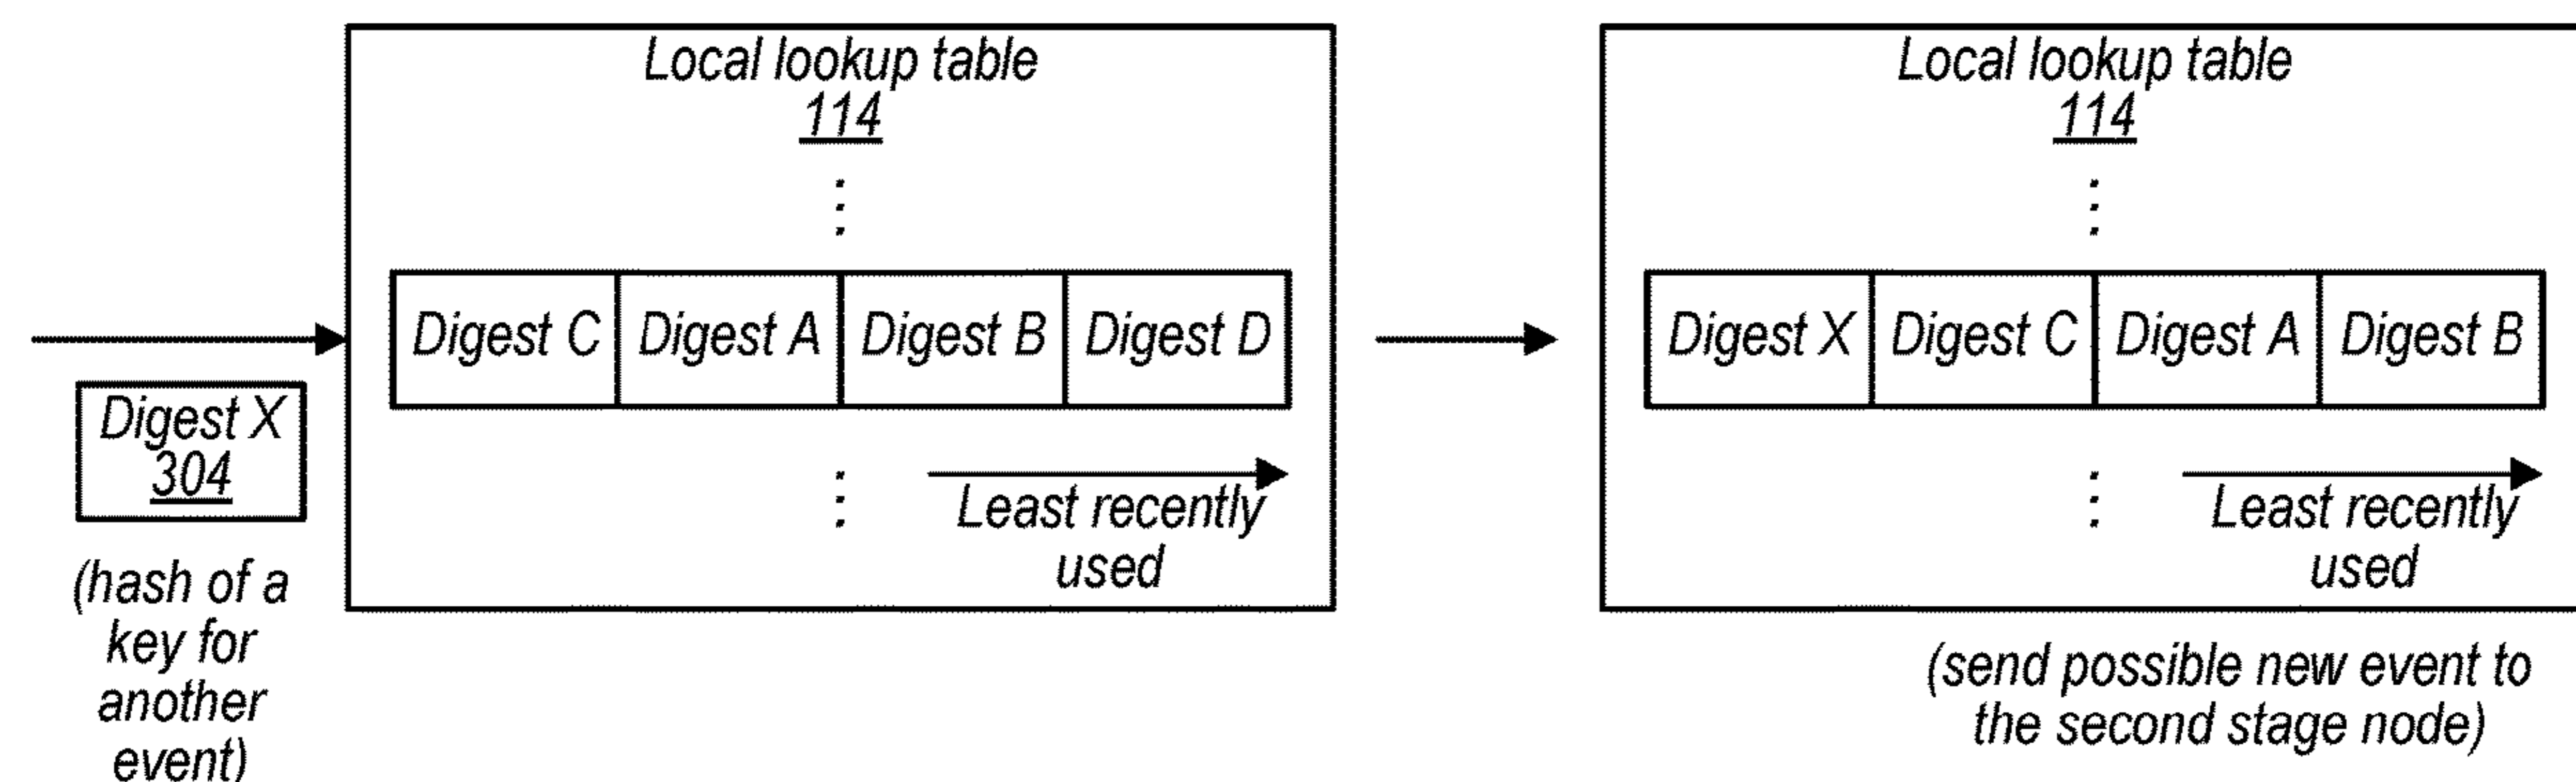 Local lookup table
114
⋮
Digest C Digest A Digest B Digest D
⋮
Least recently
used
Digest X
304
(hash of a
key for
another
event)
Local lookup table
114
⋮
Digest X Digest C Digest A Digest B
⋮
Least recently
used
(send possible new event to
the second stage node)